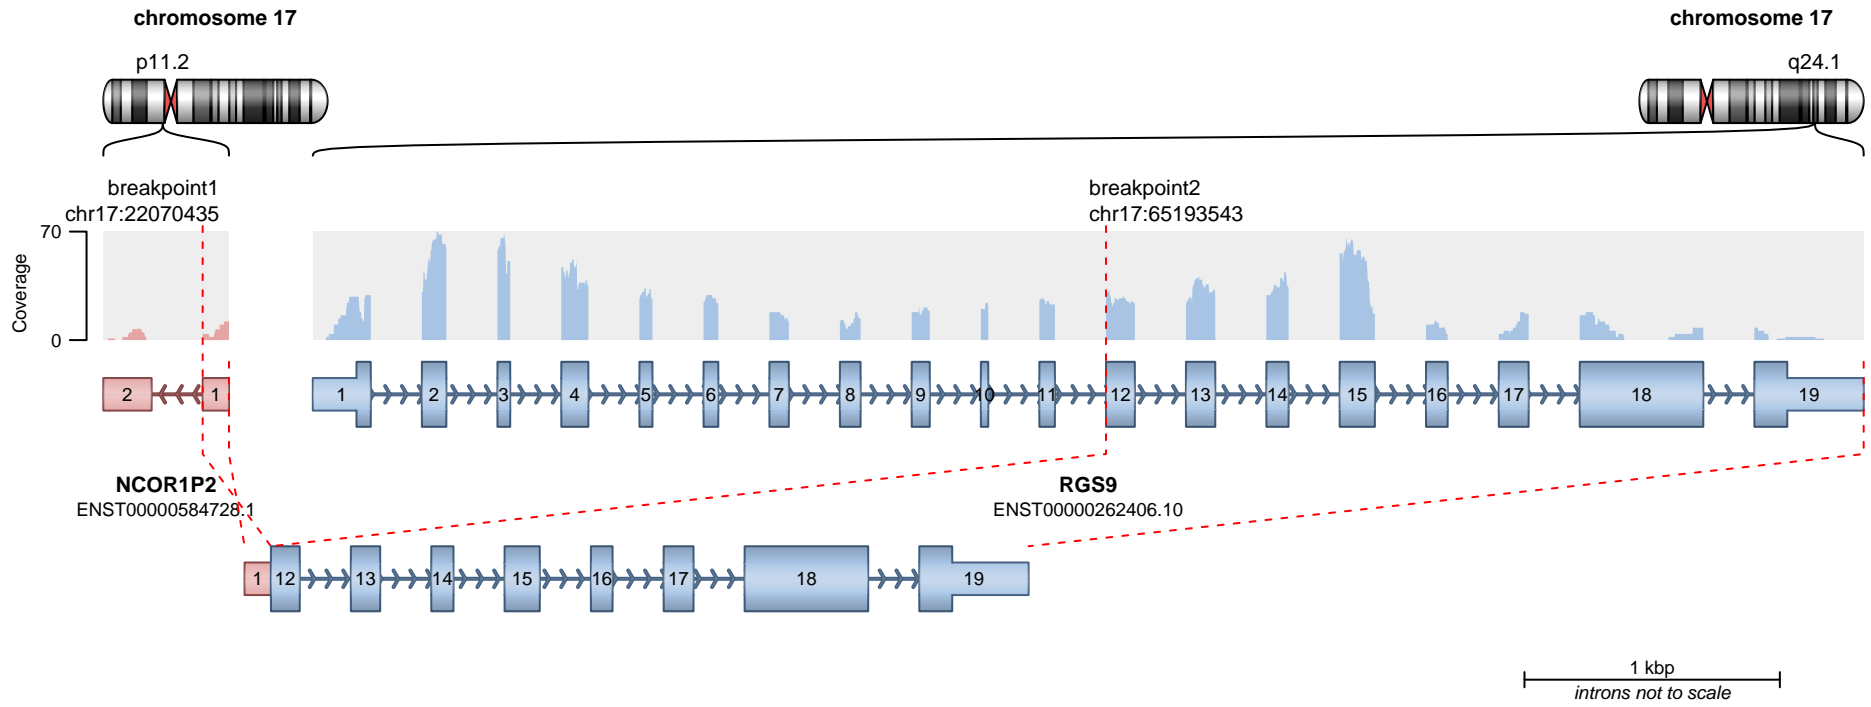 chromosome 17
chromosome 17
p11.2
q24.1
breakpoint1
chr17:22070435
breakpoint2
chr17:65193543
Coverage
70
0
2 1
1 2 3 4 5 6 7 8 9 10 11 12 13 14 15 16 17 18 19
NCOR1P2
ENST00000584728.1
RGS9
ENST00000262406.10
1 12 13 14 15 16 17 18 19
1 kbp
introns not to scale